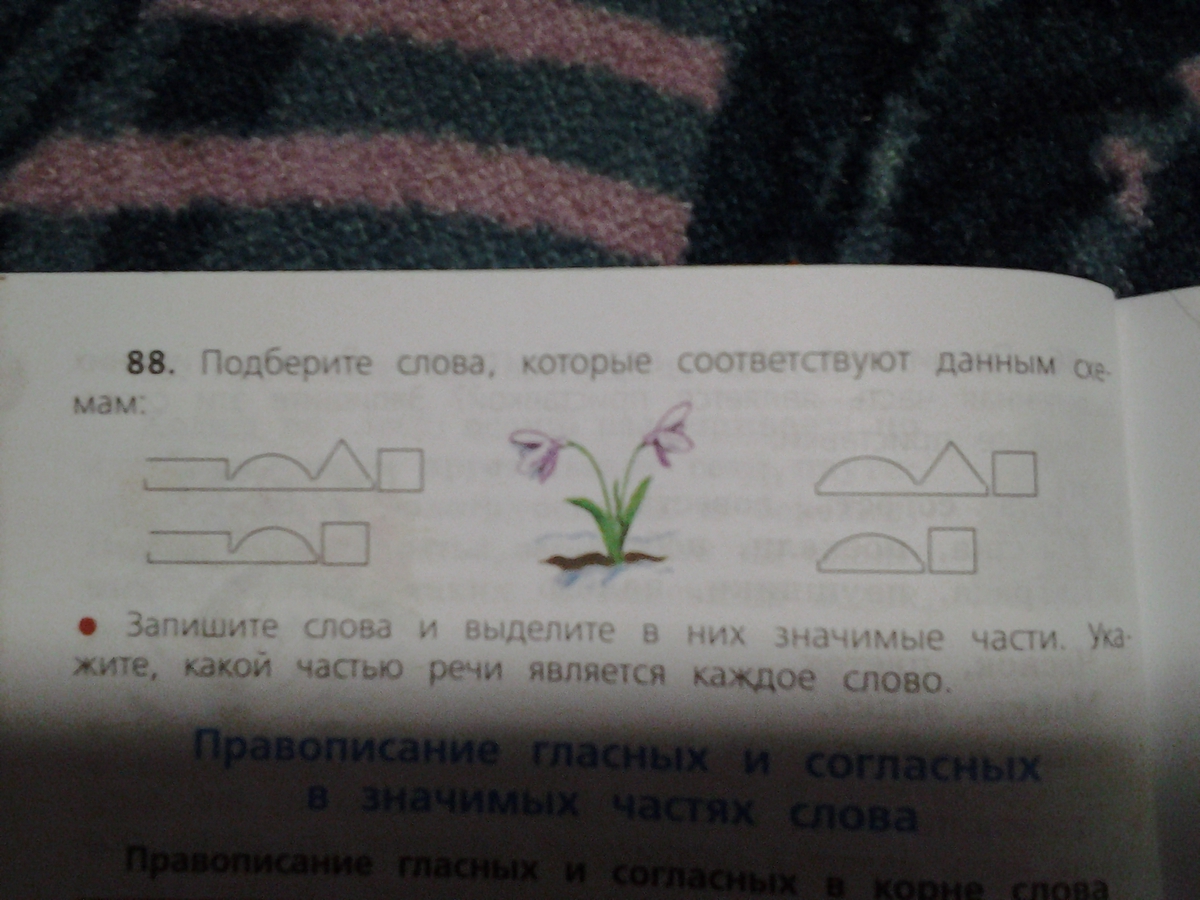 88. Подберите слова, которые соответствуют данным схе-
мам:
• Запишите слова и выделите в них значимые части. Ука-
жите, какой частью речи является каждое слово.
Правописание гласных и согласных
в значимых частях слова
Правописание гласных и согласных в корне слова